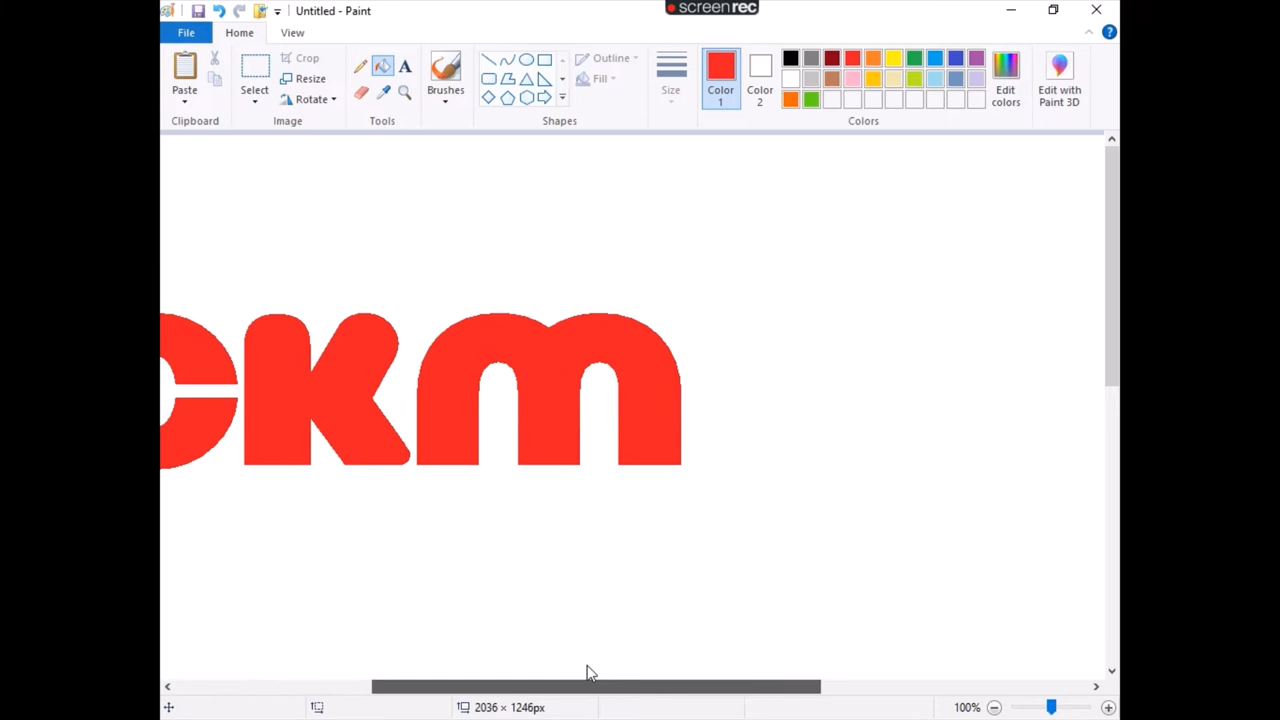 screenrec
Untitled - Paint
File Home View
Paste
Clipboard
Select
Crop
Resize
Rotate
Image
A
Tools
Brushes
Outline
Fill
Shapes
Size
Color 1
Color 2
Edit colors
Colors
Edit with Paint 3D
ckm
2036 × 1246px
100%